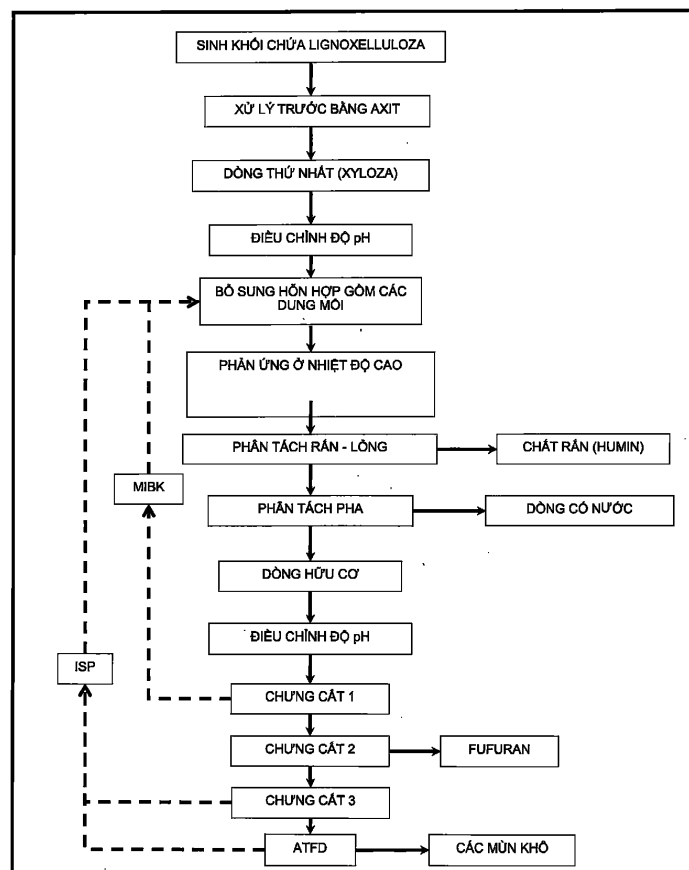 SINH KHỐI CHỨA LIGNOXELLULOZA
XỬ LÝ TRƯỚC BẰNG AXIT
DÒNG THỨ NHẤT (XYLOZA)
ĐIỀU CHỈNH ĐỘ pH
BỔ SUNG HỖN HỢP GỒM CÁC
DUNG MÔI
PHẢN ỨNG Ở NHIỆT ĐỘ CAO
PHÂN TÁCH RẮN - LỎNG
CHẤT RẮN (HUMIN)
MIBK
PHÂN TÁCH PHA
DÒNG CÓ NƯỚC
DÒNG HỮU CƠ
ĐIỀU CHỈNH ĐỘ pH
ISP
CHƯNG CẤT 1
CHƯNG CẤT 2
FUFURAN
CHƯNG CẤT 3
ATFD
CÁC MÙN KHÔ